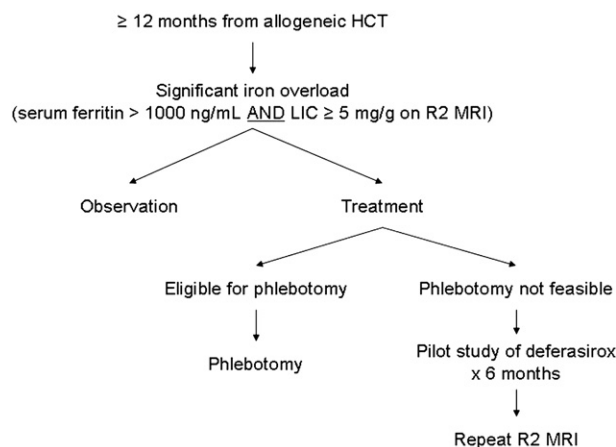 ≥ 12 months from allogeneic HCT
Significant iron overload
(serum ferritin > 1000 ng/mL AND LIC ≥ 5 mg/g on R2 MRI)
Observation
Treatment
Eligible for phlebotomy
Phlebotomy not feasible
Phlebotomy
Pilot study of deferasirox
x 6 months
Repeat R2 MRI